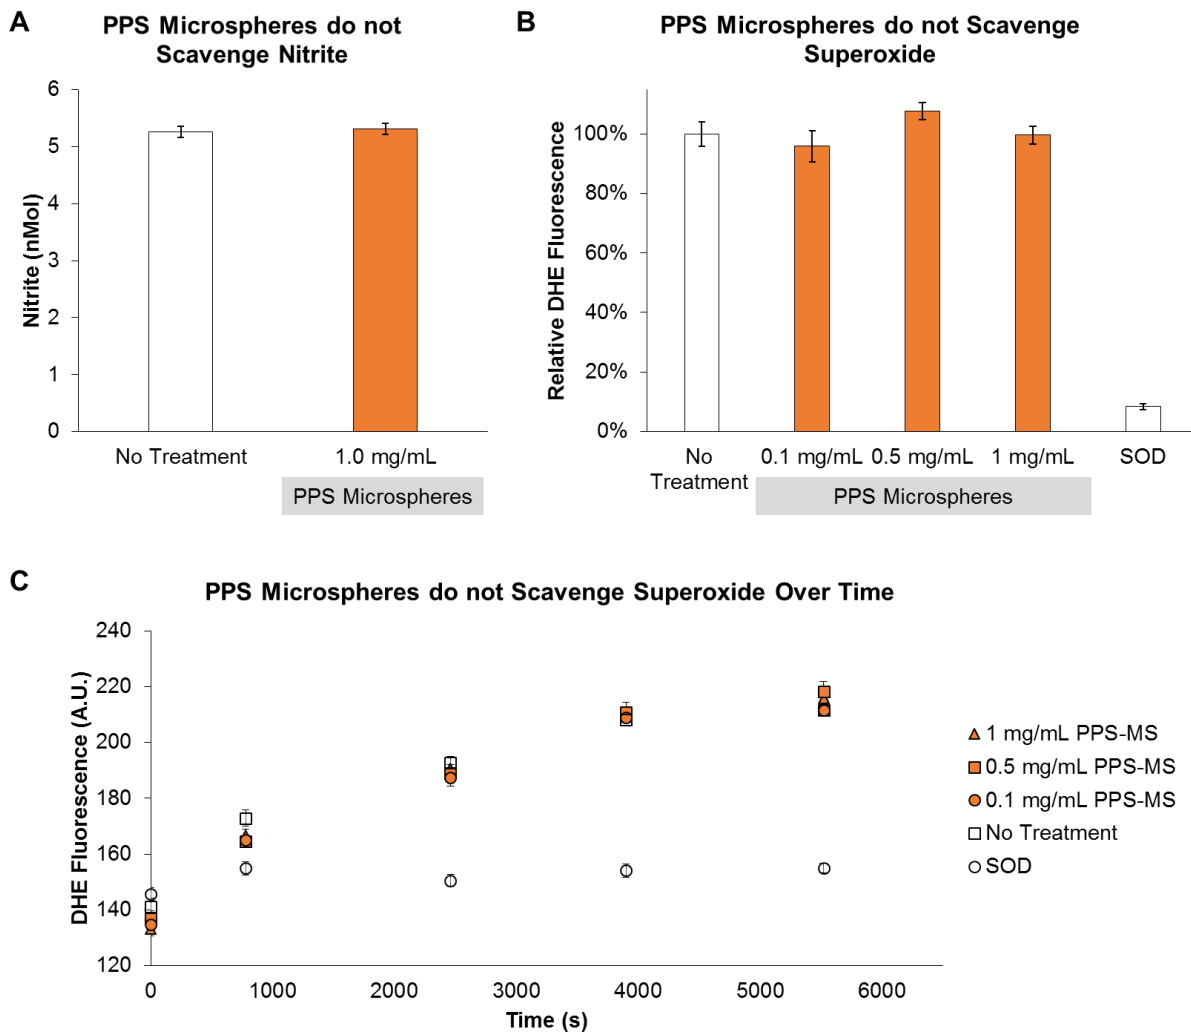 A
PPS Microspheres do not
Scavenge Nitrite
Nitrite (nMol)
6
5
4
3
2
1
0
No Treatment
1.0 mg/mL
PPS Microspheres
B
PPS Microspheres do not Scavenge
Superoxide
Relative DHE Fluorescence
100%
80%
60%
40%
20%
0%
No
Treatment
0.1 mg/mL
0.5 mg/mL
1 mg/mL
SOD
PPS Microspheres
C
PPS Microspheres do not Scavenge Superoxide Over Time
DHE Fluorescence (A.U.)
240
220
200
180
160
140
120
0
1000
2000
3000
4000
5000
6000
Time (s)
1 mg/mL PPS-MS
0.5 mg/mL PPS-MS
0.1 mg/mL PPS-MS
No Treatment
SOD